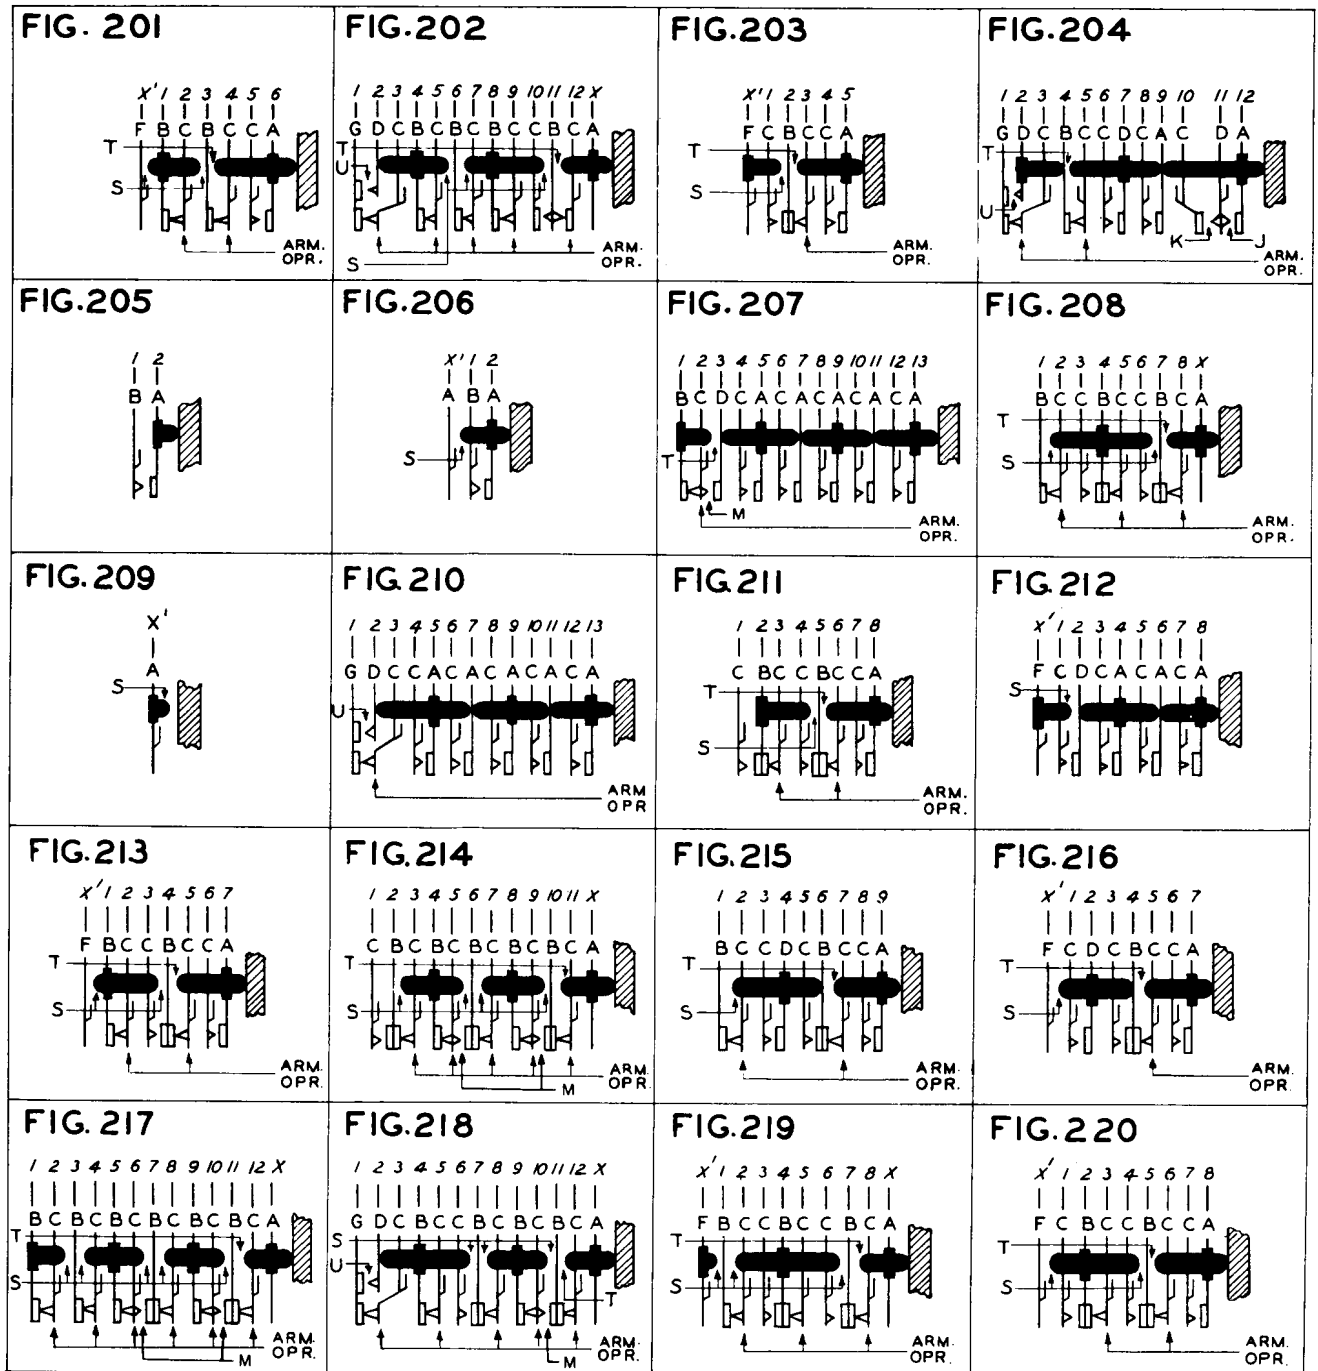 FIG. 201
X' 1 2 3 4 5 6
F B C B C C A
T
S
ARM.
OPR.
FIG. 202
1 2 3 4 5 6 7 8 9 10 11 12 X
G D C B C B C B C C B C A
T
U
S
ARM.
OPR.
FIG. 203
X' 1 2 3 4 5
F C B C C A
T
S
ARM.
OPR.
FIG. 204
1 2 3 4 5 6 7 8 9 10 11 12
G D C B C C D C A C D A
T
U
K J
ARM.
OPR.
FIG. 205
1 2
B A
FIG. 206
X' 1 2
A B A
S
FIG. 207
1 2 3 4 5 6 7 8 9 10 11 12 13
B C D C A C A C A C A C A
T
M
ARM.
OPR.
FIG. 208
1 2 3 4 5 6 7 8 X
B C C B C C B C A
T
S
ARM.
OPR.
FIG. 209
X'
A
S
FIG. 210
1 2 3 4 5 6 7 8 9 10 11 12 13
G D C C A C A C A C A C A
U
ARM
OPR
FIG. 211
1 2 3 4 5 6 7 8
C B C C B C C A
T
S
ARM.
OPR.
FIG. 212
X' 1 2 3 4 5 6 7 8
F C D C A C A C A
S
FIG. 213
X' 1 2 3 4 5 6 7
F B C C B C C A
T
S
ARM.
OPR.
FIG. 214
1 2 3 4 5 6 7 8 9 10 11 X
C B C B C B C B C B C A
T
S
M
ARM.
OPR.
FIG. 215
1 2 3 4 5 6 7 8 9
B C C D C B C C A
T
S
ARM.
OPR.
FIG. 216
X' 1 2 3 4 5 6 7
F C D C B C C A
T
S
ARM.
OPR.
FIG. 217
1 2 3 4 5 6 7 8 9 10 11 12 X
B C B C B C B C B C B C A
T
S
M
ARM.
OPR.
FIG. 218
1 2 3 4 5 6 7 8 9 10 11 12 X
G D C B C C B C B C B C A
S
U
T
M
ARM.
OPR.
FIG. 219
X' 1 2 3 4 5 6 7 8 X
F B C C B C C B C A
T
S
ARM.
OPR.
FIG. 220
X' 1 2 3 4 5 6 7 8
F C B C C B C C A
T
S
ARM.
OPR.